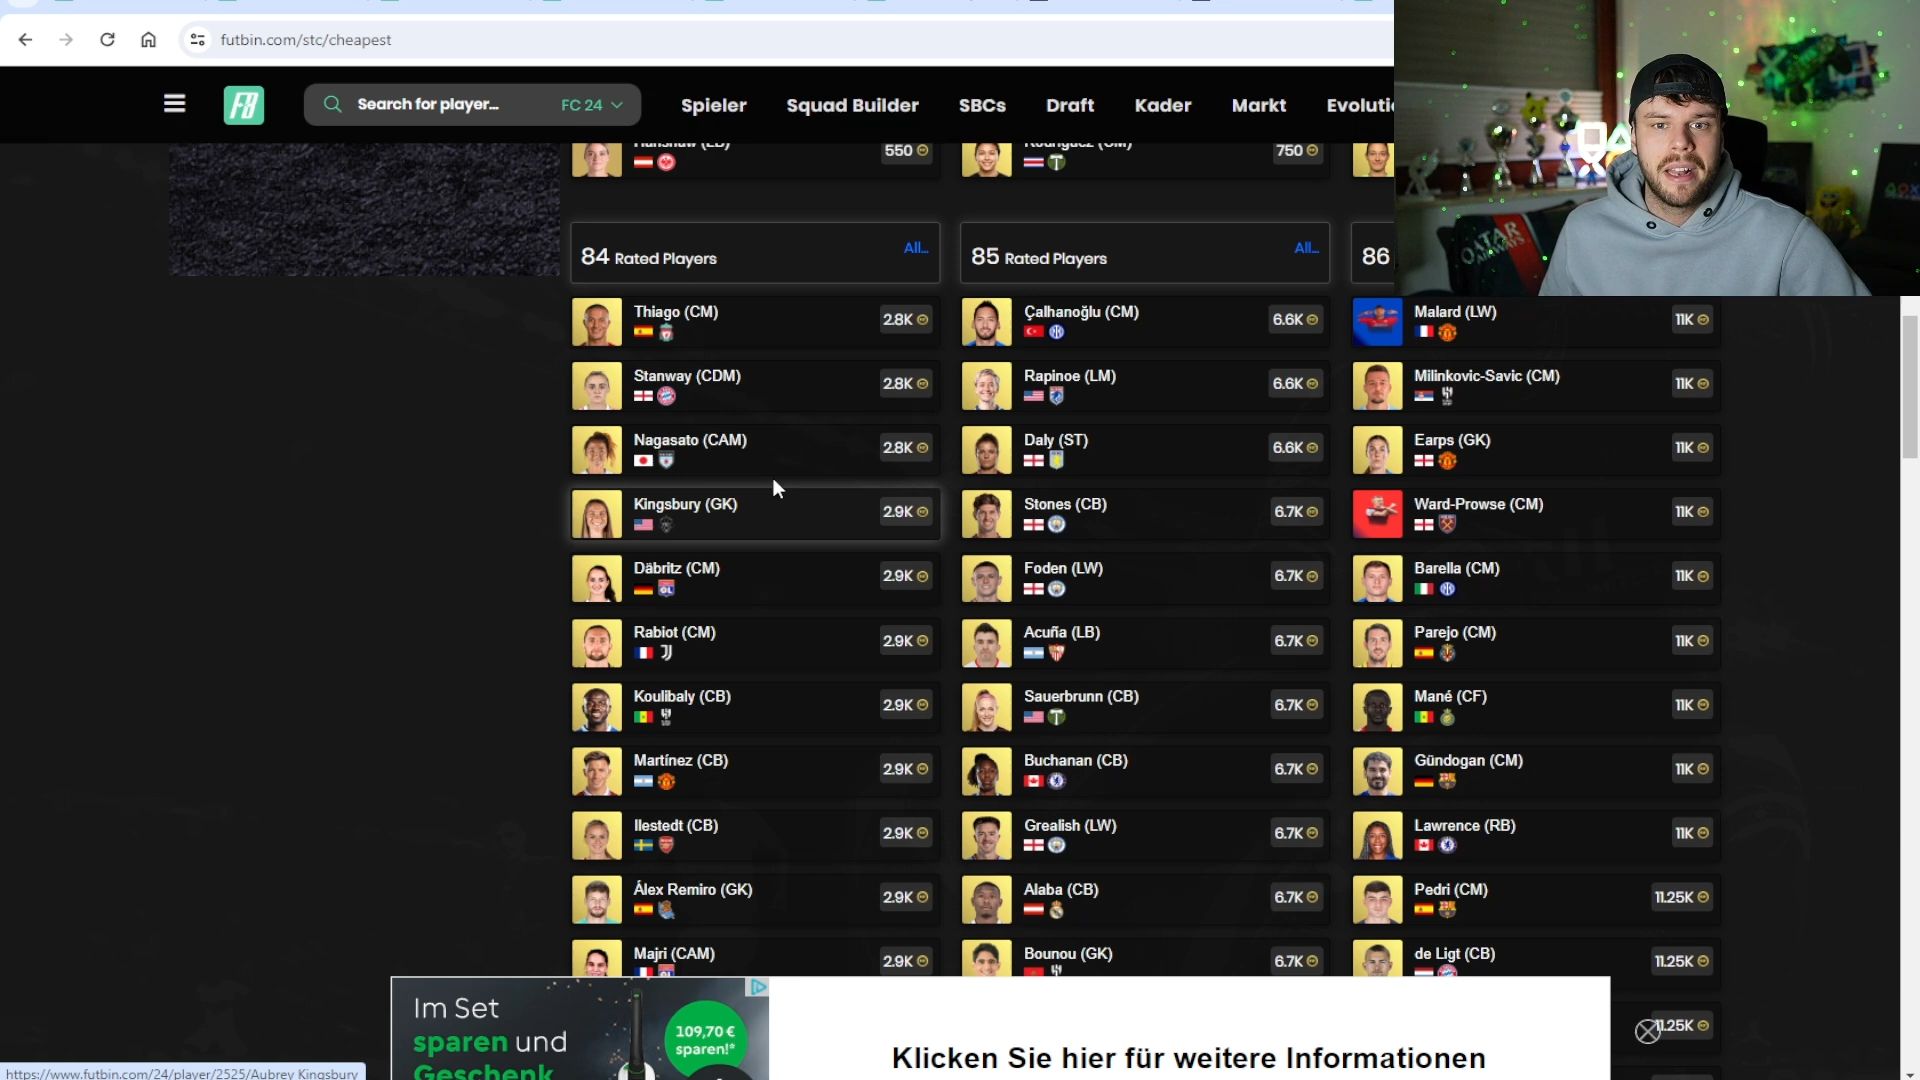 futbin.com/stc/cheapest
Search for player...
FC 24
Spieler
Squad Builder
SBCs
Draft
Kader
Markt
Evoluti
550
750
84 Rated Players
All...
85 Rated Players
All...
86
Thiago (CM)
2.8K
Çalhanoğlu (CM)
6.6K
Malard (LW)
11K
Stanway (CDM)
2.8K
Rapinoe (LM)
6.6K
Milinkovic-Savic (CM)
11K
Nagasato (CAM)
2.8K
Daly (ST)
6.6K
Earps (GK)
11K
Kingsbury (GK)
2.9K
Stones (CB)
6.7K
Ward-Prowse (CM)
11K
Däbritz (CM)
2.9K
Foden (LW)
6.7K
Barella (CM)
11K
Rabiot (CM)
2.9K
Acuña (LB)
6.7K
Parejo (CM)
11K
Koulibaly (CB)
2.9K
Sauerbrunn (CB)
6.7K
Mané (CF)
11K
Martínez (CB)
2.9K
Buchanan (CB)
6.7K
Gündogan (CM)
11K
Ilestedt (CB)
2.9K
Grealish (LW)
6.7K
Lawrence (RB)
11K
Álex Remiro (GK)
2.9K
Alaba (CB)
6.7K
Pedri (CM)
11.25K
Majri (CAM)
2.9K
Bounou (GK)
6.7K
de Ligt (CB)
11.25K
11.25K
Im Set
sparen und
Geschenk
109,70 €
sparen!*
Klicken Sie hier für weitere Informationen
https://www.futbin.com/24/player/2525/Aubrey Kingsbury
QATAR
AIRWAYS